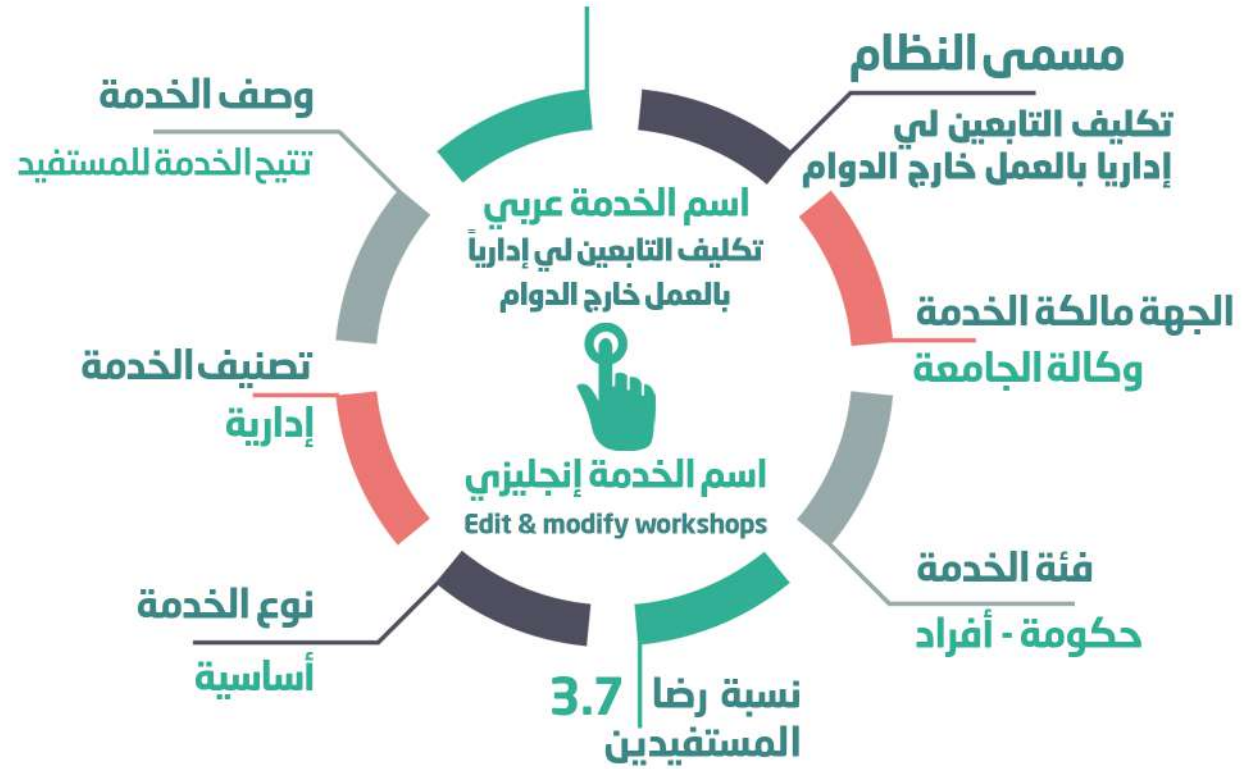 مسمى النظام
تكليف التابعين لي
إداريا بالعمل خارج الدوام
الجهة مالكة الخدمة
وكالة الجامعة
فئة الخدمة
حكومة - أفراد
نسبة رضا
المستفيدين
3.7
نوع الخدمة
أساسية
تصنيف الخدمة
إدارية
وصف الخدمة
تتيح الخدمة للمستفيد
اسم الخدمة عربي
تكليف التابعين لي إدارياً
بالعمل خارج الدوام
اسم الخدمة إنجليزي
Edit & modify workshops